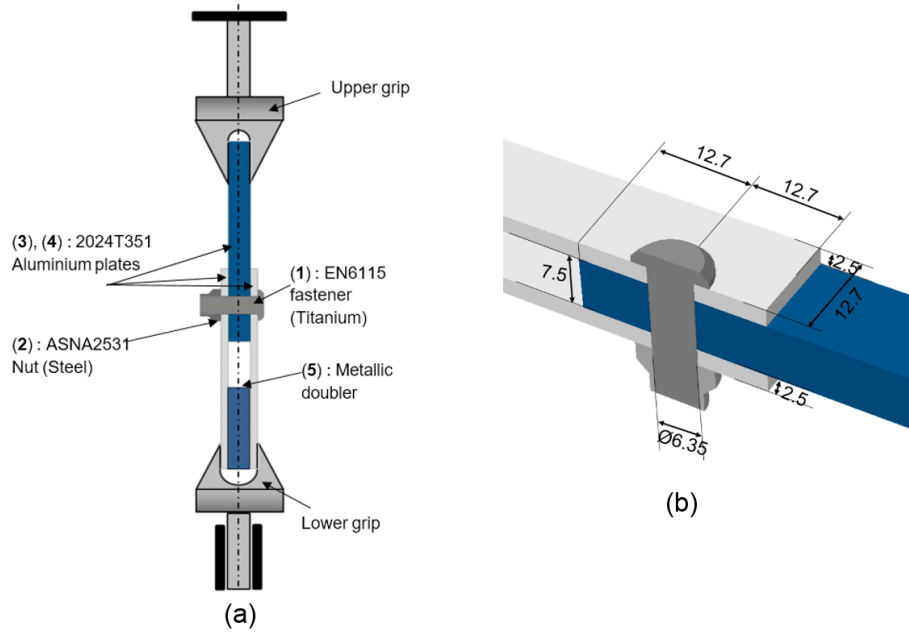 Upper grip
(3), (4) : 2024T351
Aluminium plates
(1) : EN6115
fastener
(Titanium)
(2) : ASNA2531
Nut (Steel)
(5) : Metallic
doubler
Lower grip
(a)
12.7
12.7
7.5
2.5
12.7
2.5
Ø6.35
(b)